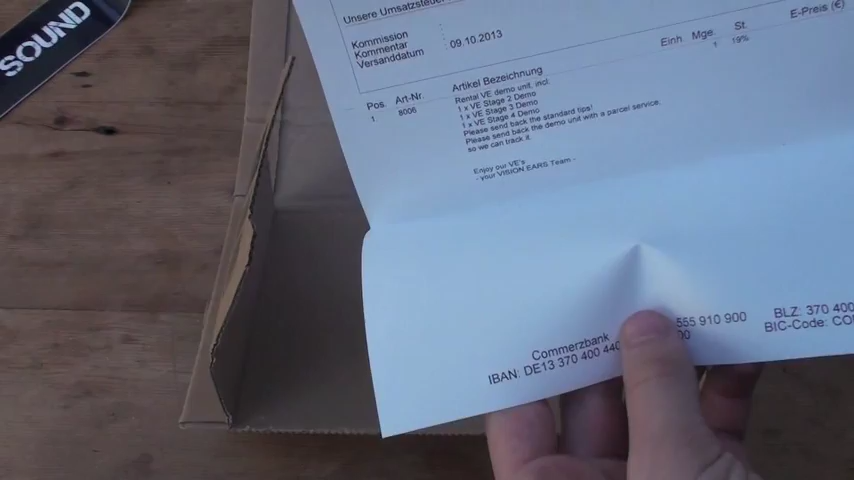 SOUND
Unsere Umsatzsteuer
Kommission :
Kommentar :
Versanddatum : 09.10.2013
Pos. Art-Nr. Artikel Bezeichnung Einh. Mge. St. E-Preis (€)
1 8006 Rental VE demo unit, incl: 1 19%
1 x VE Stage 2 Demo
1 x VE Stage 3 Demo
1 x VE Stage 4 Demo
Please send back the standard tips!
Please send back the demo unit with a parcel service,
so we can track it.
Enjoy our VE's
- your VISION EARS Team -
Commerzbank 555 910 900 BLZ: 370 400
IBAN: DE13 370 400 440 00 BIC-Code: CO